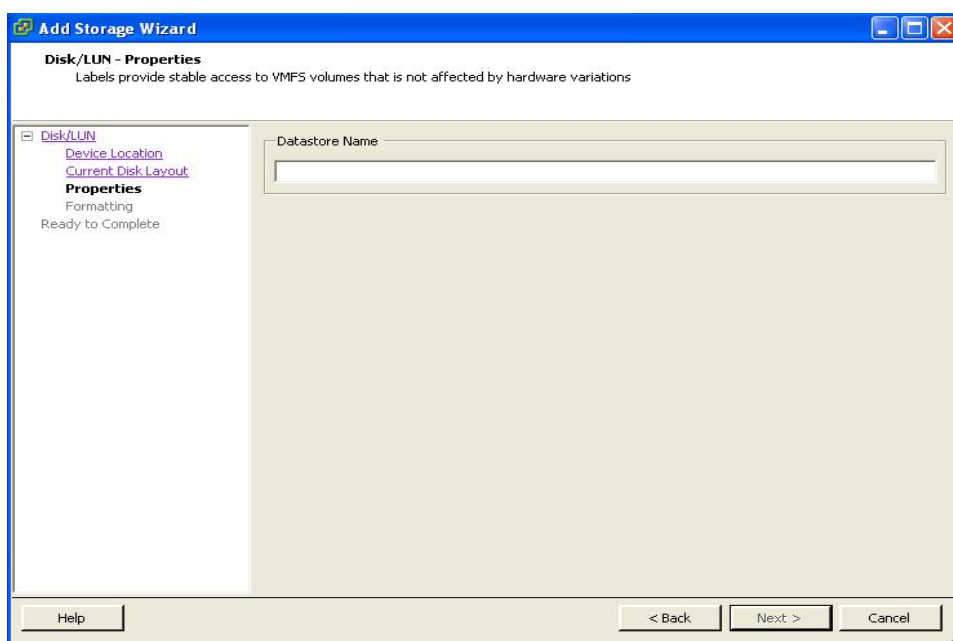 Add Storage Wizard
Disk/LUN - Properties
Labels provide stable access to VMFS volumes that is not affected by hardware variations
Disk/LUN
Device Location
Current Disk Layout
Properties
Formatting
Ready to Complete
Datastore Name
Help
< Back
Next >
Cancel